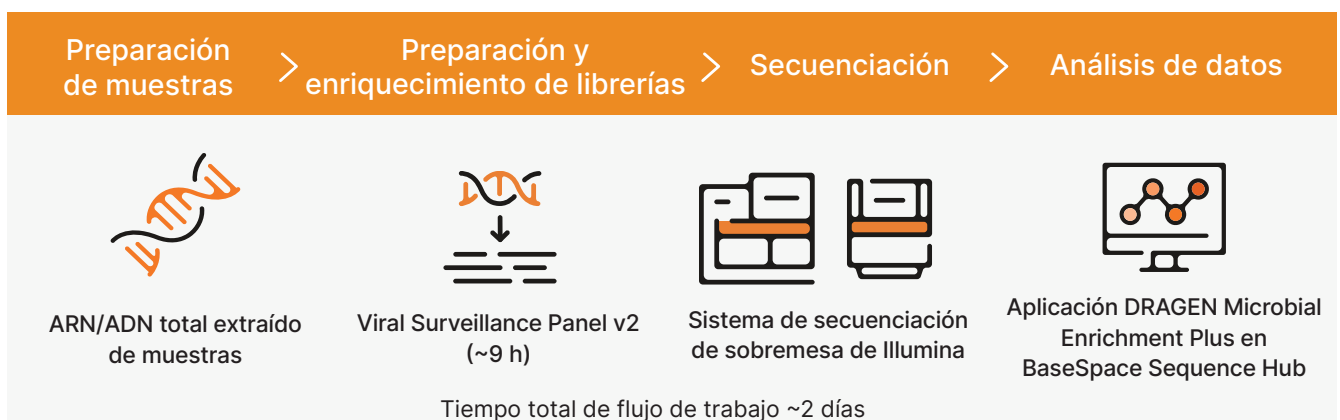 Preparación
de muestras
Preparación y
enriquecimiento de librerías
Secuenciación
Análisis de datos
ARN/ADN total extraído
de muestras
Viral Surveillance Panel v2
(~9 h)
Sistema de secuenciación
de sobremesa de Illumina
Aplicación DRAGEN Microbial
Enrichment Plus en
BaseSpace Sequence Hub
Tiempo total de flujo de trabajo ~2 días